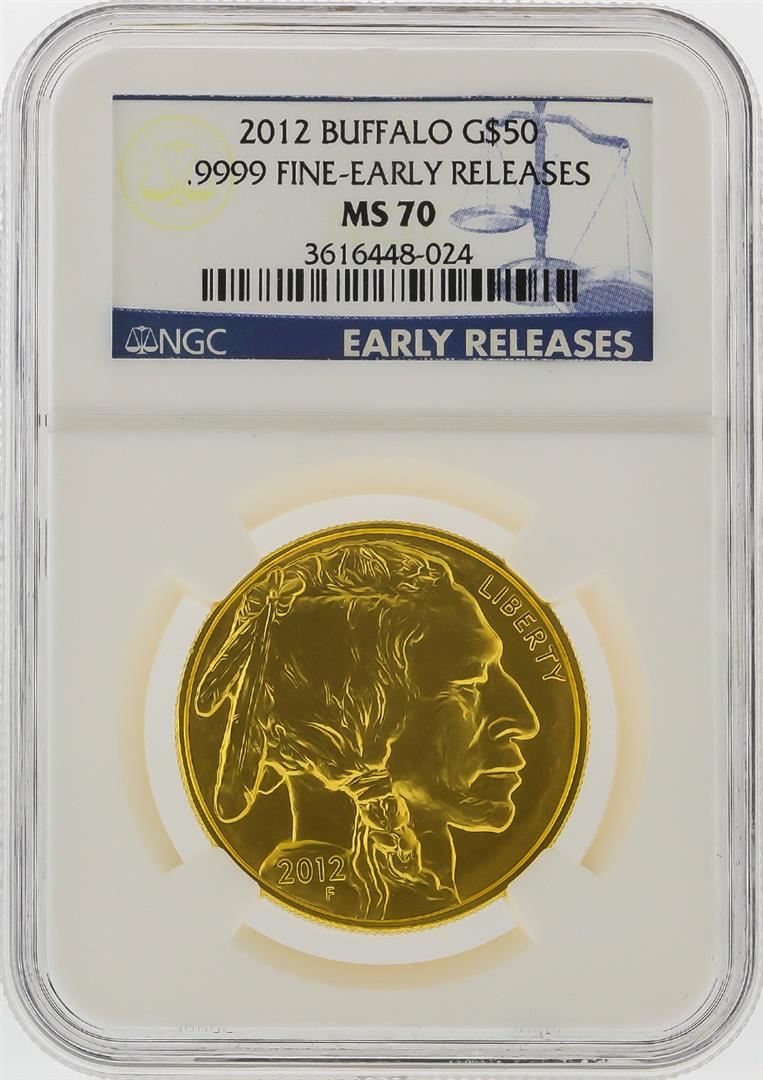 2012 BUFFALO G$50
.9999 FINE-EARLY RELEASES
MS 70
3616448-024
NGC EARLY RELEASES
LIBERTY
2012
F